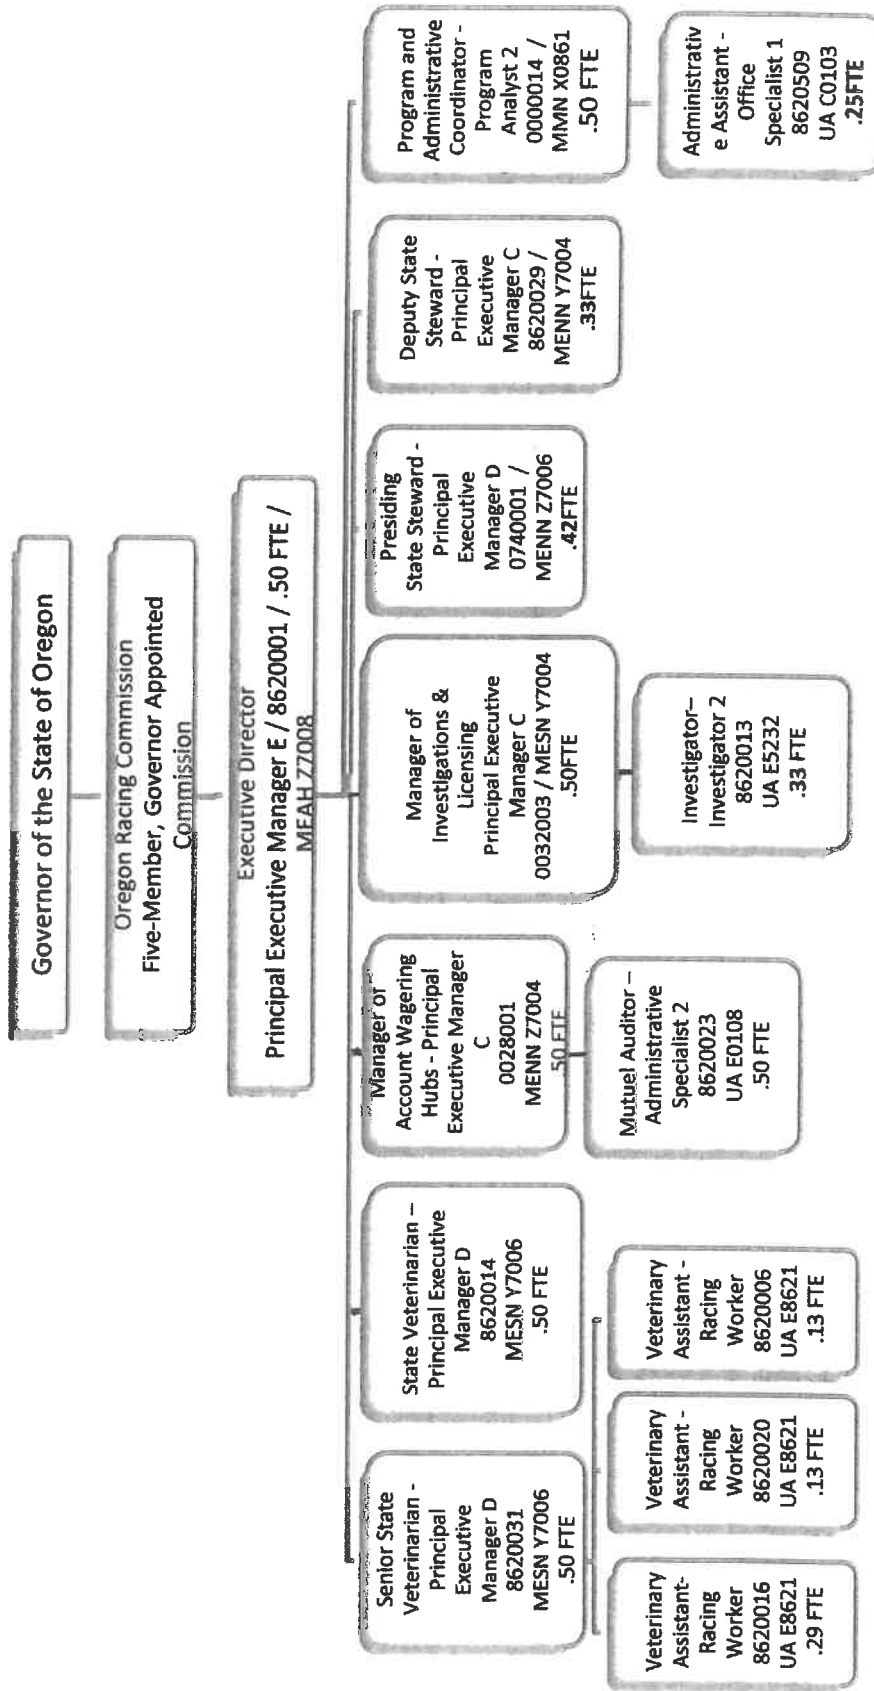 Governor of the State of Oregon
Oregon Racing Commission
Five-Member, Governor Appointed
Commission
Executive Director
Principal Executive Manager E / 8620001 / .50 FTE /
MEAH Z7008
Senior State
Veterinarian -
Principal
Executive
Manager D
8620031
MESN Y7006
.50 FTE
State Veterinarian –
Principal Executive
Manager D
8620014
MESN Y7006
.50 FTE
Manager of
Account Wagering
Hubs - Principal
Executive Manager
C
0028001
MENN Z7004
.50 FTE
Manager of
Investigations &
Licensing
Principal Executive
Manager C
0032003 / MESN Y7004
.50FTE
Presiding
State Steward -
Principal
Executive
Manager D
0740001 /
MENN Z7006
.42FTE
Deputy State
Steward -
Principal
Executive
Manager C
8620029 /
MENN Y7004
.33FTE
Program and
Administrative
Coordinator -
Program
Analyst 2
0000014 /
MMN X0861
.50 FTE
Veterinary
Assistant-
Racing
Worker
8620016
UA E8621
.29 FTE
Veterinary
Assistant -
Racing
Worker
8620020
UA E8621
.13 FTE
Veterinary
Assistant -
Racing
Worker
8620006
UA E8621
.13 FTE
Mutuel Auditor –
Administrative
Specialist 2
8620023
UA E0108
.50 FTE
Investigator–
Investigator 2
8620013
UA E5232
.33 FTE
Administrativ
e Assistant -
Office
Specialist 1
8620509
UA C0103
.25FTE